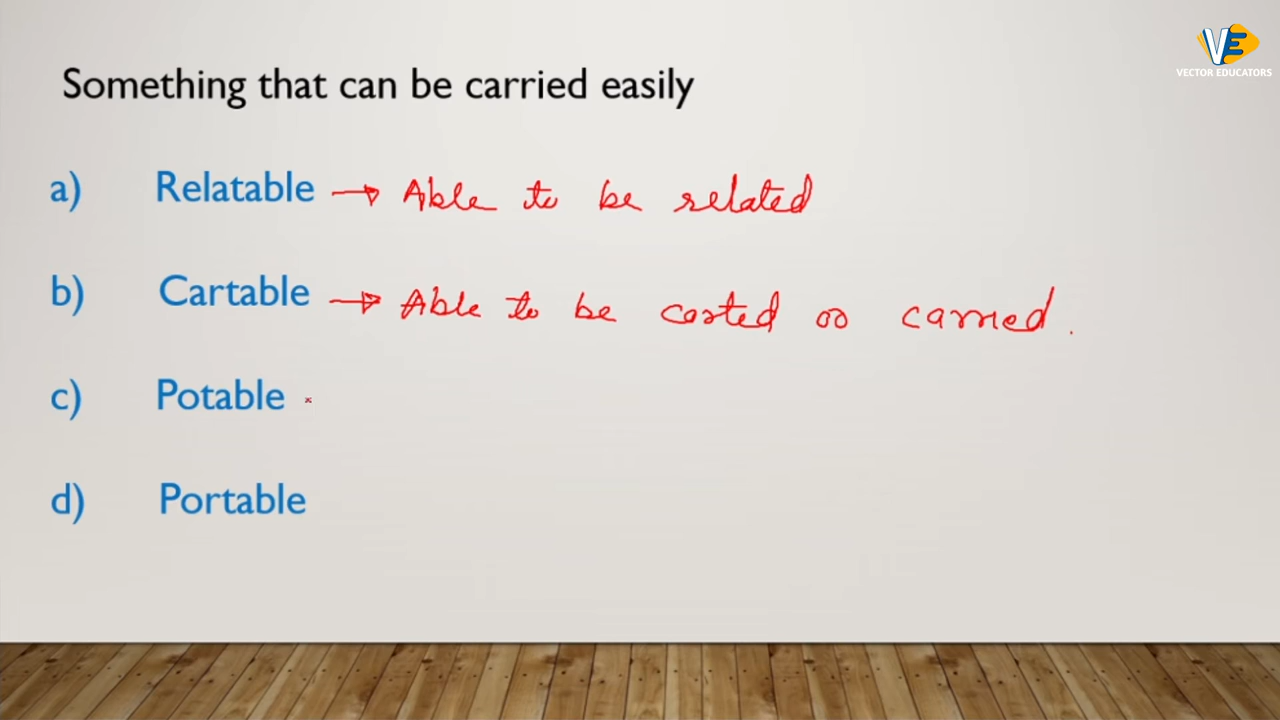 VE
VECTOR EDUCATORS
Something that can be carried easily
a) Relatable → Able to be related
b) Cartable → Able to be carted or carried.
c) Potable
d) Portable